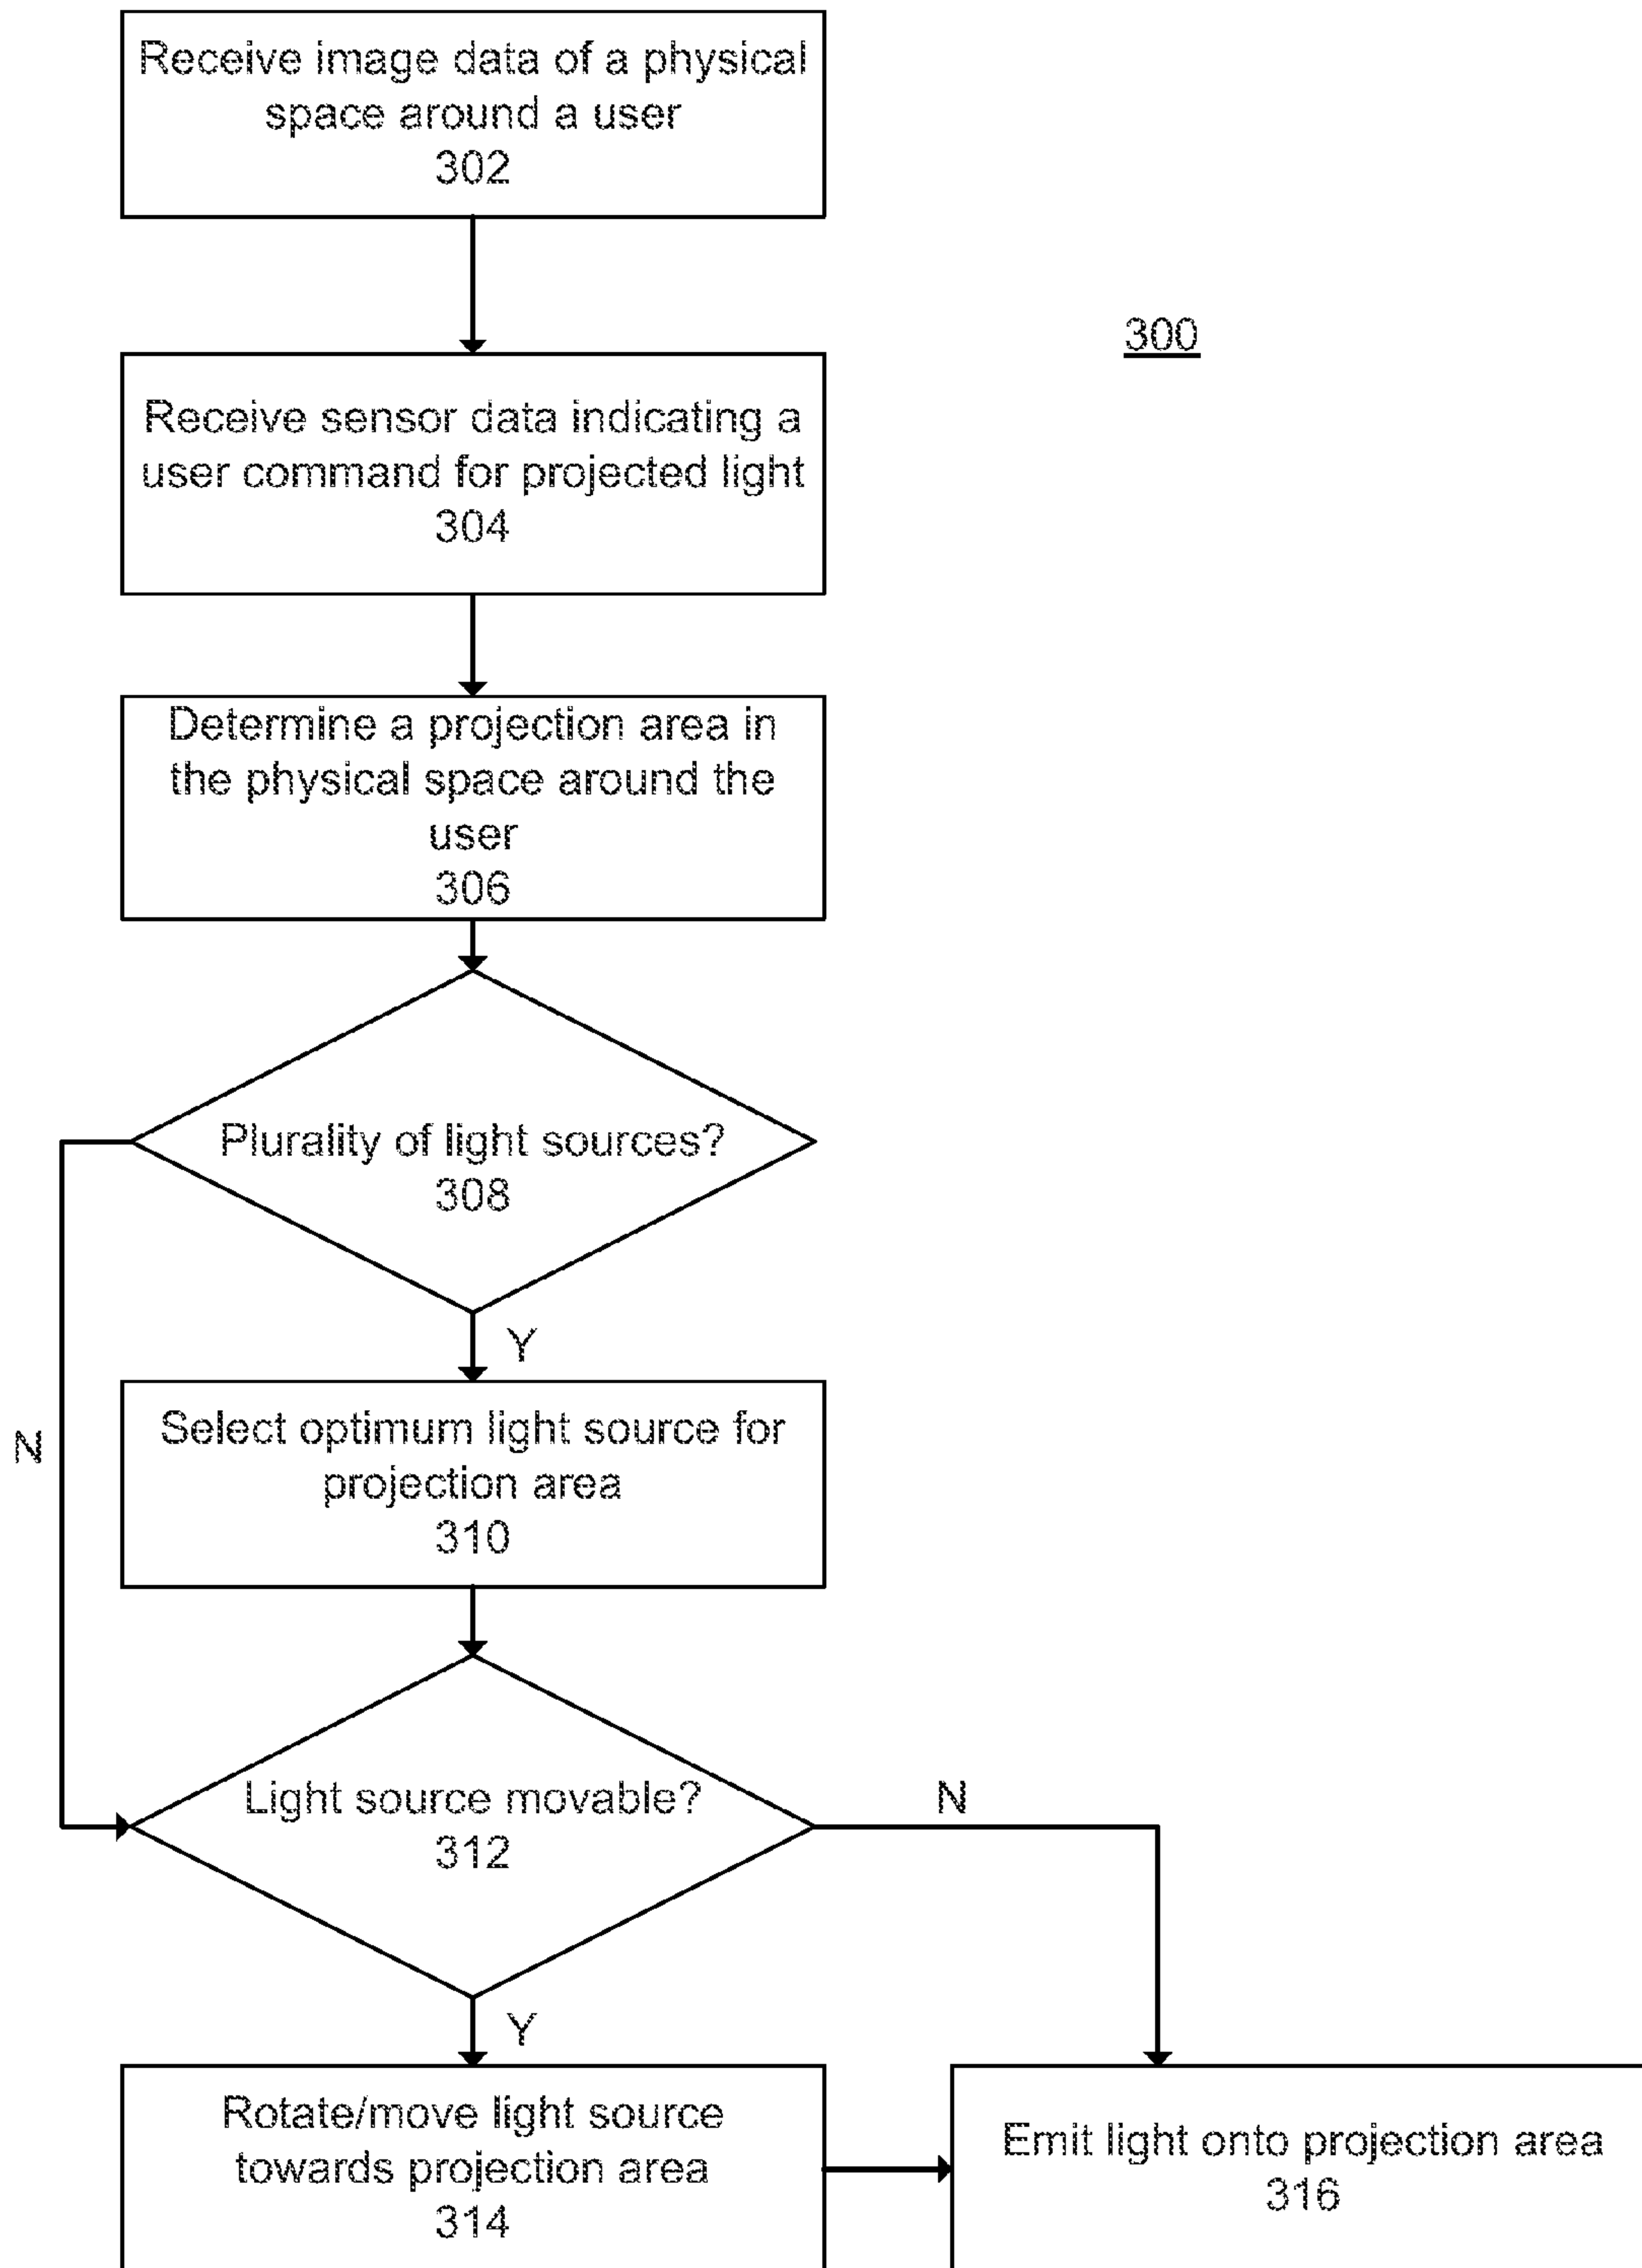 Receive image data of a physical
space around a user
302
300
Receive sensor data indicating a
user command for projected light
304
Determine a projection area in
the physical space around the
user
306
Plurality of light sources?
308
Y
N
Select optimum light source for
projection area
310
Light source movable?
312
N
Y
Rotate/move light source
towards projection area
314
Emit light onto projection area
316